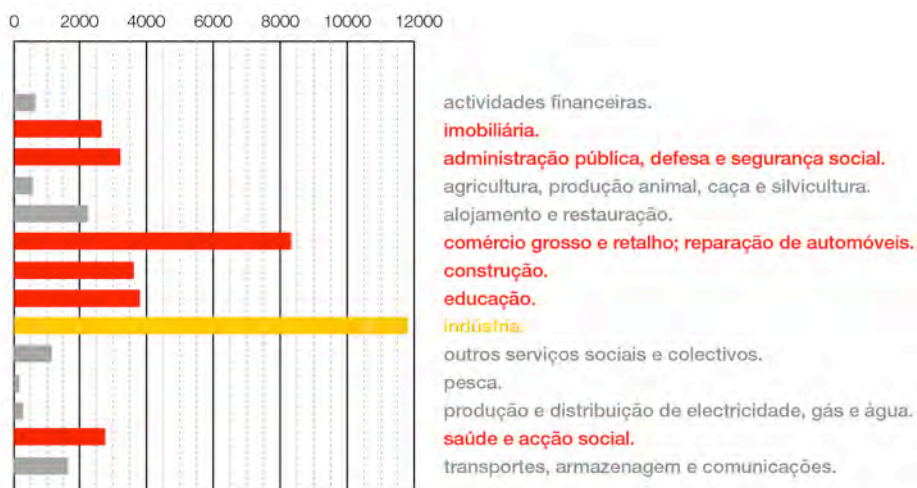 0 2000 4000 6000 8000 10000 12000
actividades financeiras.
imobiliária.
administração pública, defesa e segurança social.
agricultura, produção animal, caça e silvicultura.
alojamento e restauração.
comércio grosso e retalho; reparação de automóveis.
construção.
educação.
indústria.
outros serviços sociais e colectivos.
pesca.
produção e distribuição de electricidade, gás e água.
saúde e acção social.
transportes, armazenagem e comunicações.